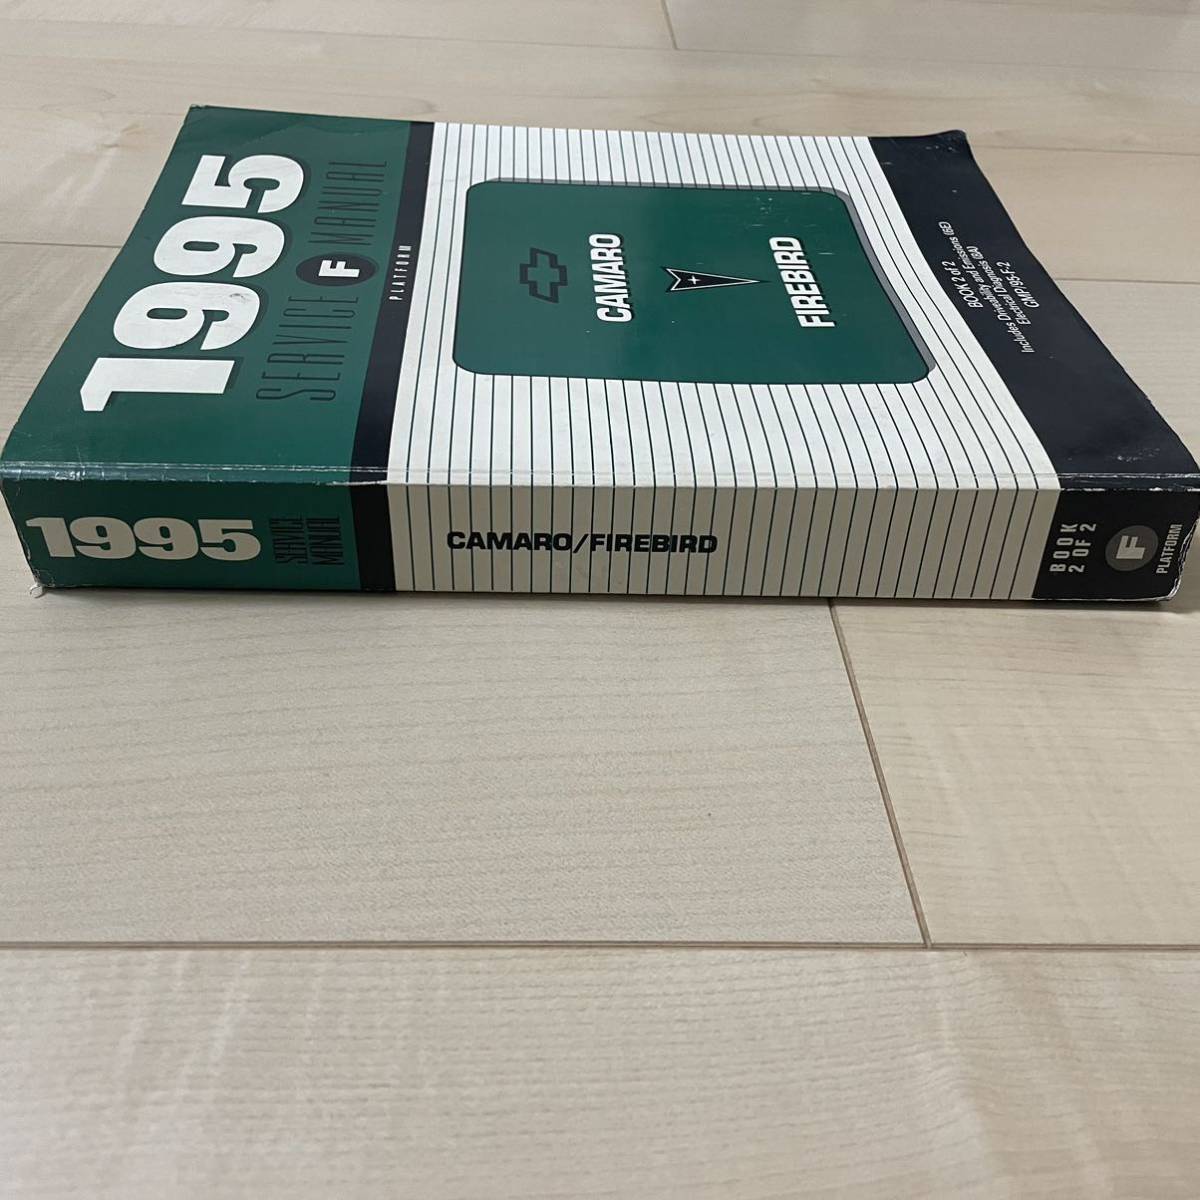 1995
SERVICE F MANUAL
PLATFORM
CAMARO
FIREBIRD
BOOK 2 of 2
Includes Driveability and Emissions (6E)
Electrical Diagnosis (8A)
GMP/95-F-2
1995
SERVICE
MANUAL
CAMARO/FIREBIRD
BOOK
2 OF 2
F
PLATFORM